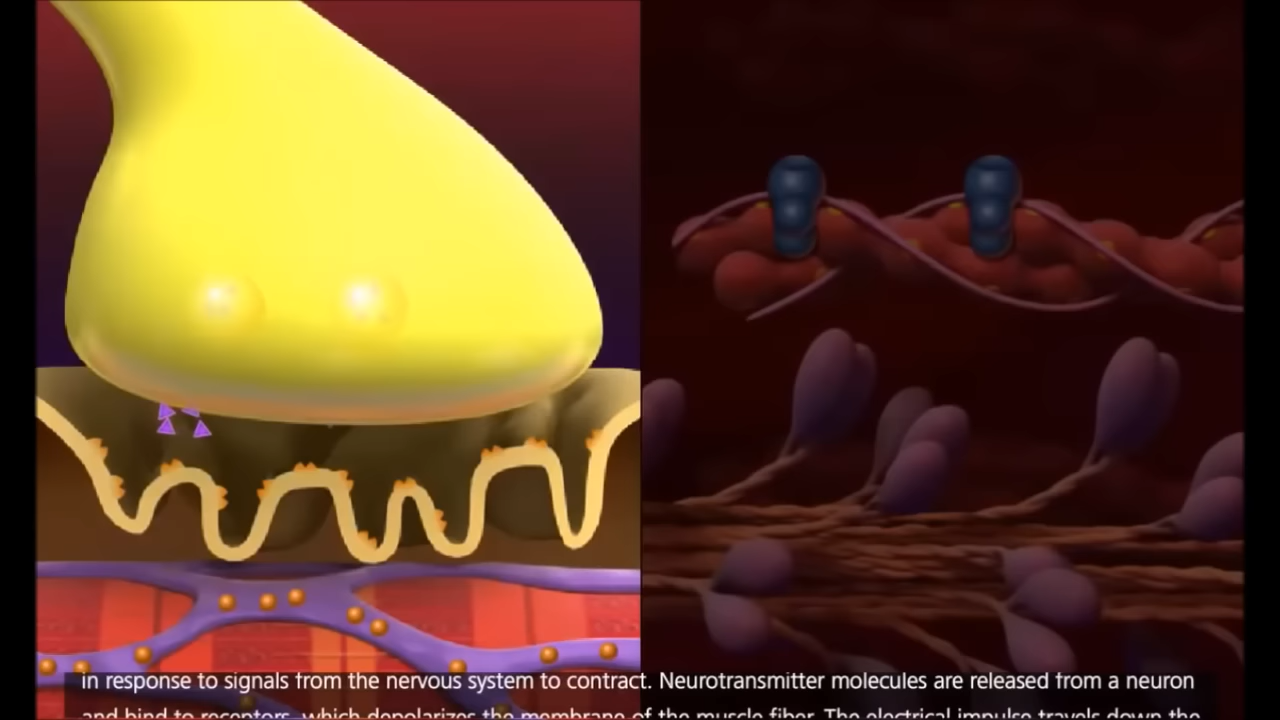 in response to signals from the nervous system to contract. Neurotransmitter molecules are released from a neuron
and bind to receptors, which depolarizes the membrane of the muscle fiber. The electrical impulse travels down the